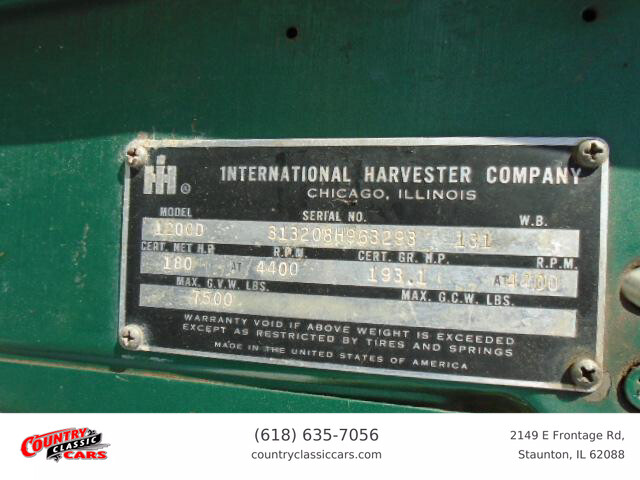 IH ®
INTERNATIONAL HARVESTER COMPANY
CHICAGO, ILLINOIS
MODEL SERIAL NO. W.B.
1200D 313208H963293 131
CERT. NET H.P. R.P.M. CERT. GR. H.P. R.P.M.
180 AT 4400 193.1 AT 4200
MAX. G.V.W. LBS. MAX. G.C.W. LBS.
7500
WARRANTY VOID IF ABOVE WEIGHT IS EXCEEDED
EXCEPT AS RESTRICTED BY TIRES AND SPRINGS
MADE IN THE UNITED STATES OF AMERICA
COUNTRY
CLASSIC
CARS
(618) 635-7056
countryclassiccars.com
2149 E Frontage Rd,
Staunton, IL 62088